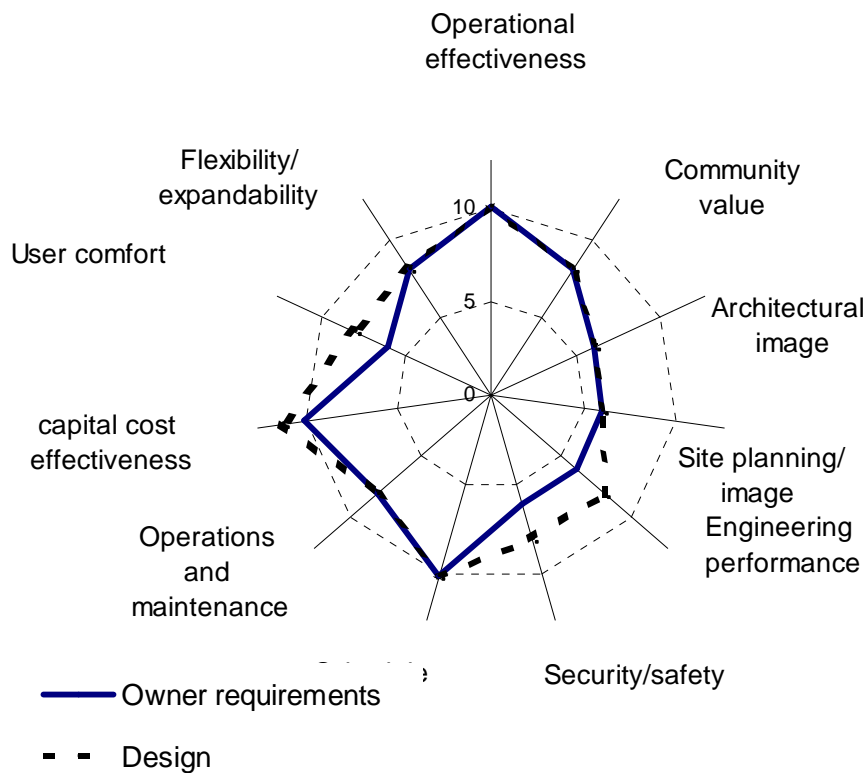 Operational
effectiveness
Flexibility/
expandability
Community
value
User comfort
10
Architectural
image
5
0
capital cost
effectiveness
Site planning/
image
Engineering
performance
Operations
and
maintenance
Security/safety
Owner requirements
Design